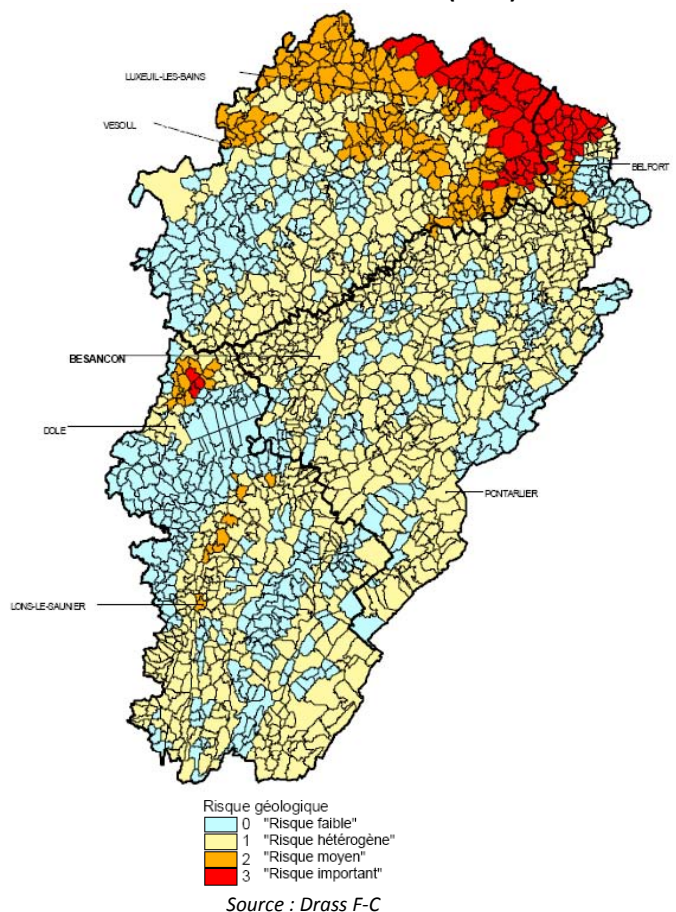 LUXEUIL-LES-BAINS
VESOUL
BELFORT
BESANCON
DOLE
PONTARLIER
LONS-LE-SAUNIER
Risque géologique
0 "Risque faible"
1 "Risque hétérogène"
2 "Risque moyen"
3 "Risque important"
Source : Drass F-C